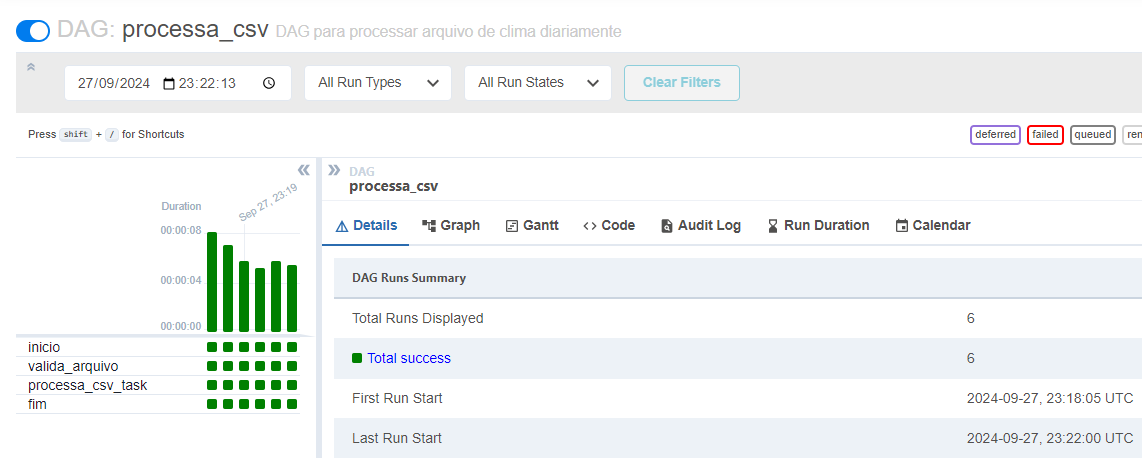 DAG: processa_csv DAG para processar arquivo de clima diariamente
27/09/2024 23:22:13 All Run Types All Run States Clear Filters
Press shift + / for Shortcuts
deferred failed queued
DAG
processa_csv
Duration
Sep 27, 23:19
00:00:08
00:00:04
00:00:00
inicio
valida_arquivo
processa_csv_task
fim
Details Graph Gantt Code Audit Log Run Duration Calendar
DAG Runs Summary
Total Runs Displayed 6
Total success 6
First Run Start 2024-09-27, 23:18:05 UTC
Last Run Start 2024-09-27, 23:22:00 UTC